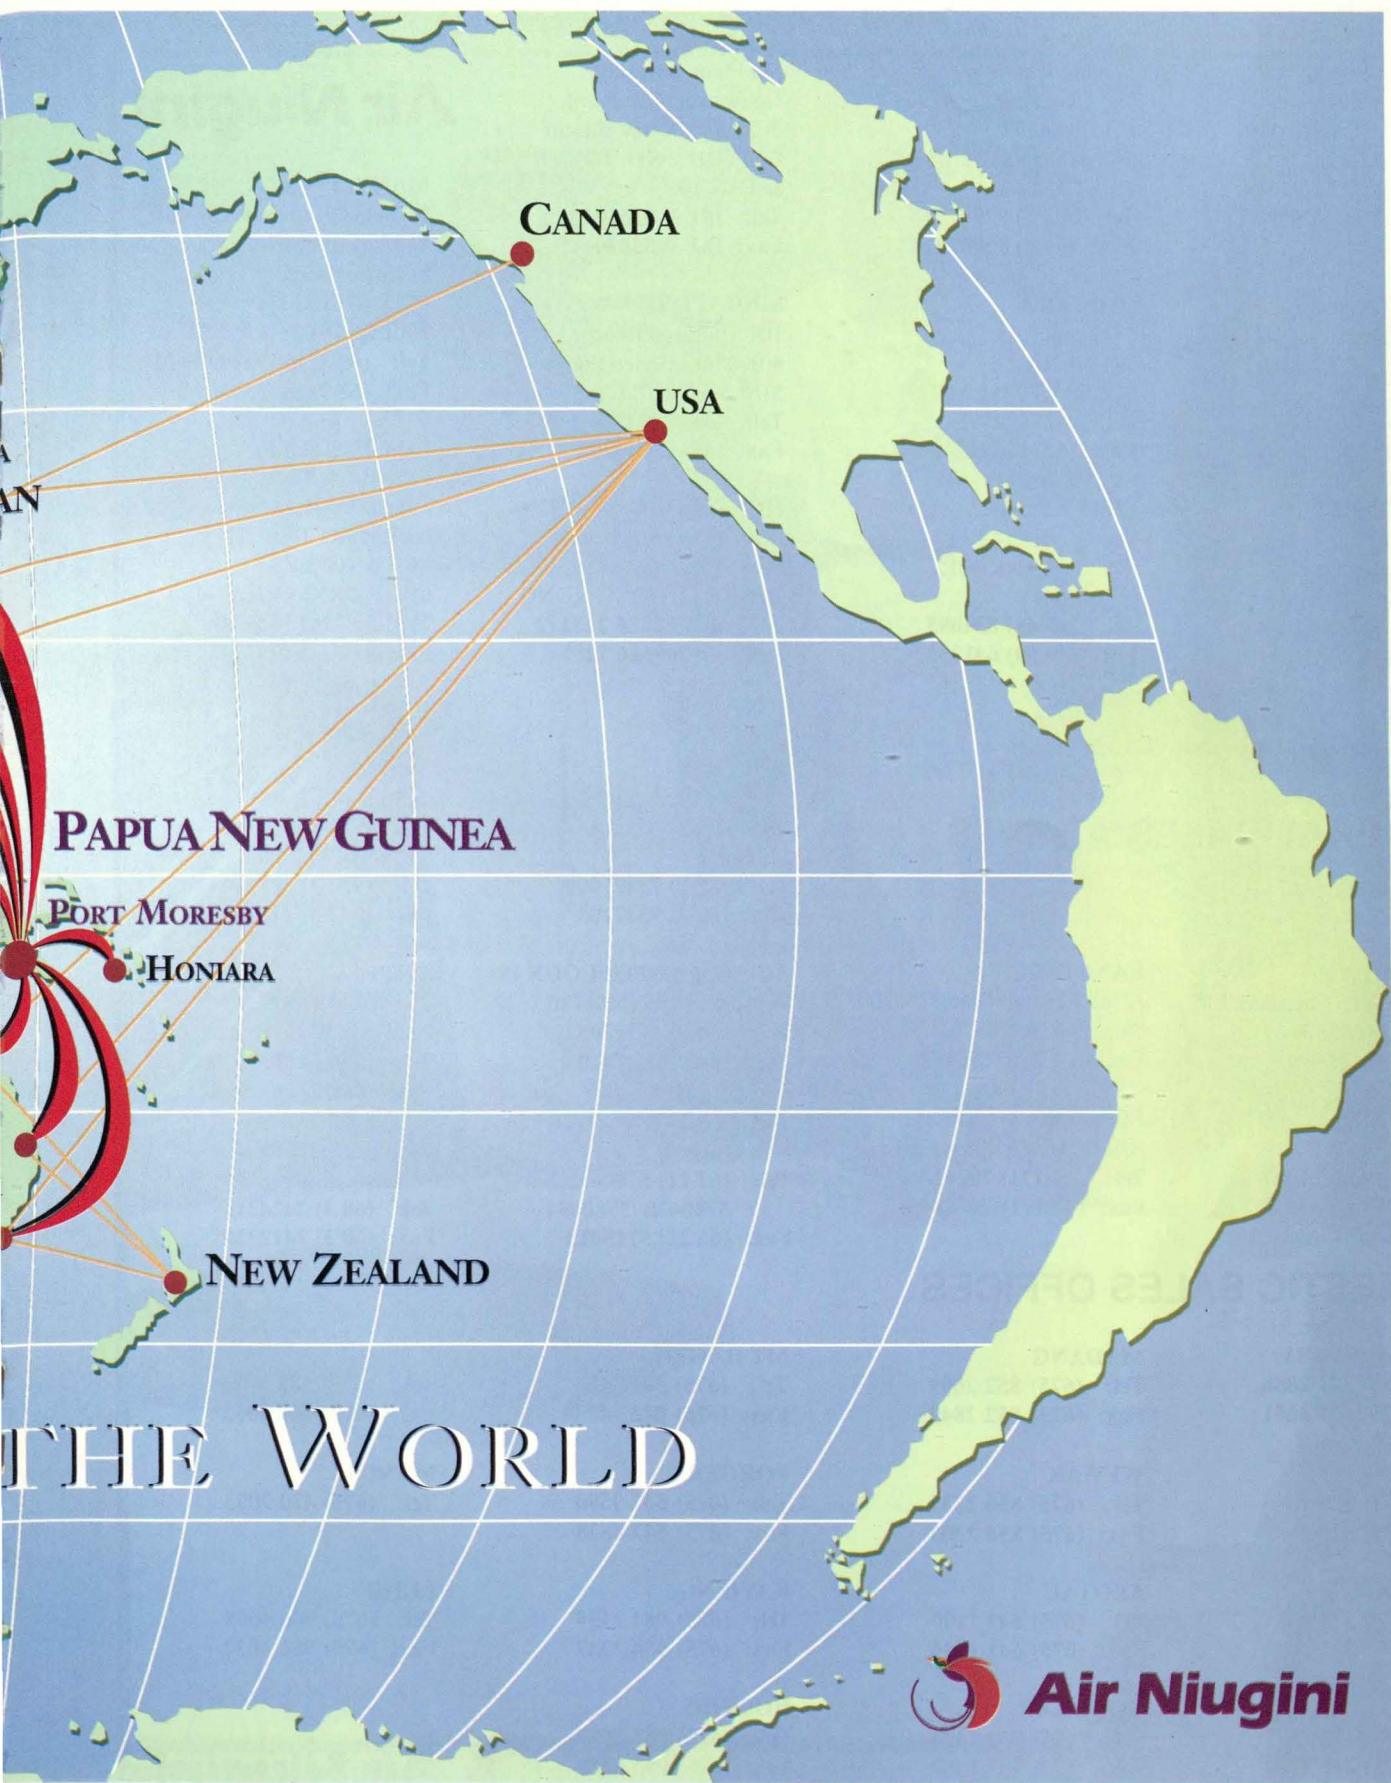 CANADA
USA
A
AN
PAPUA NEW GUINEA
PORT MORESBY
HONIARA
NEW ZEALAND
THE WORLD
Air Niugini